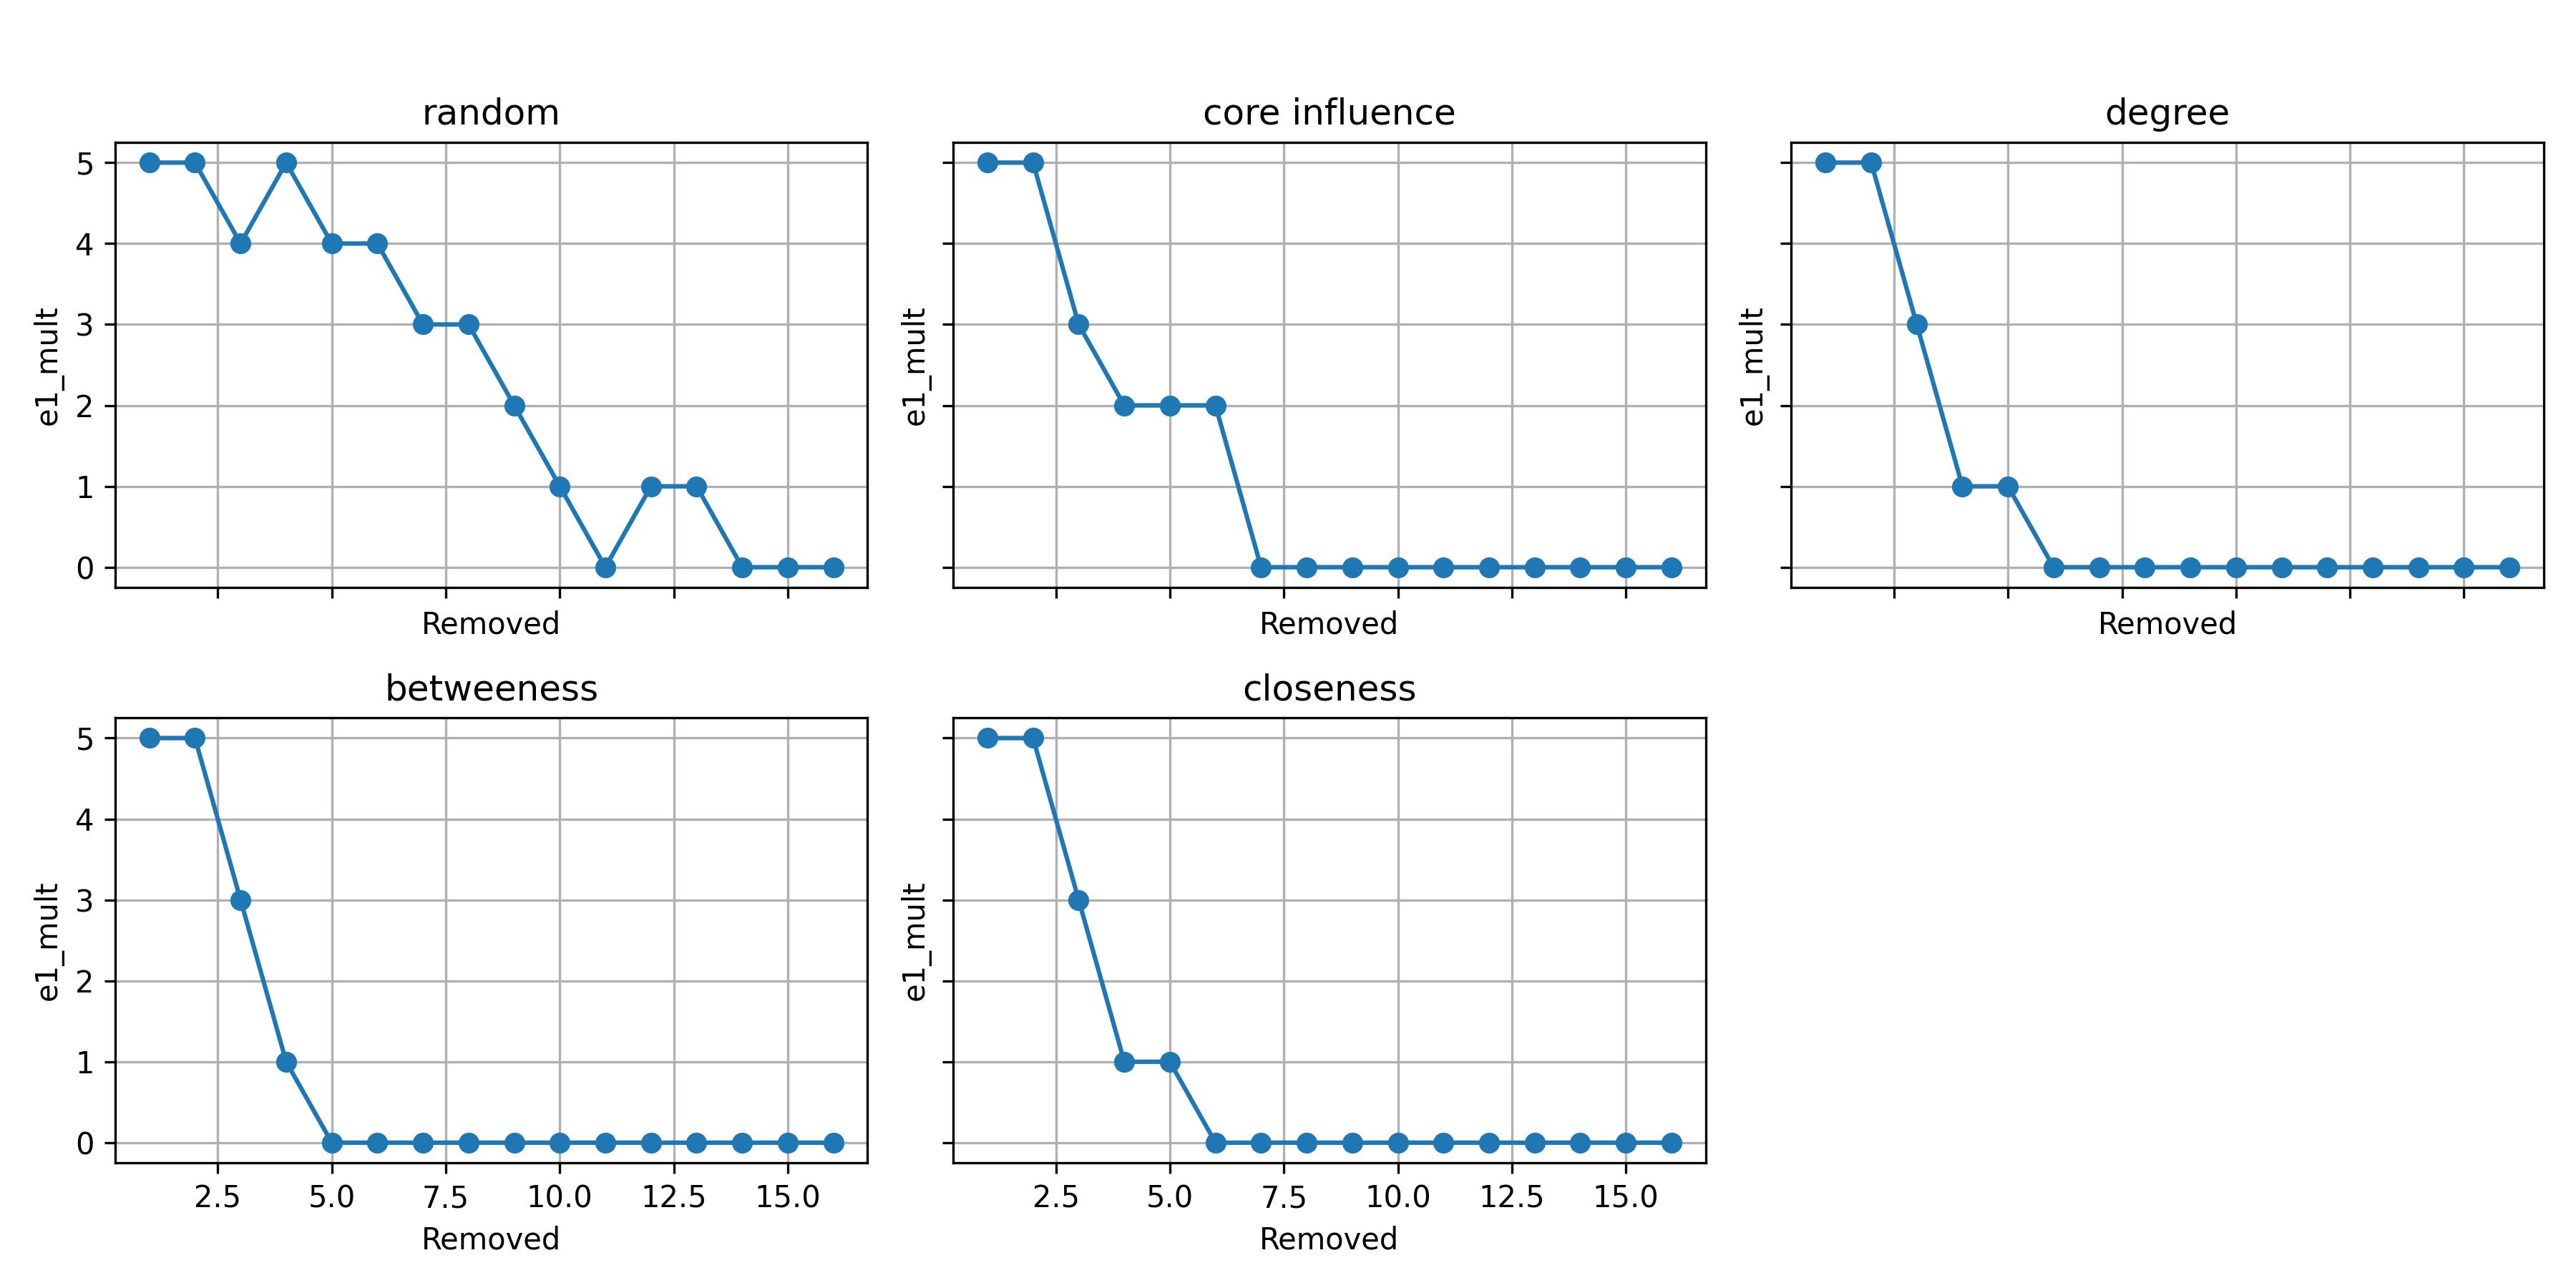 random
5
4
3
2
1
0
e1_mult
Removed
core influence
e1_mult
Removed
degree
e1_mult
Removed
betweeness
5
4
3
2
1
0
e1_mult
2.5 5.0 7.5 10.0 12.5 15.0
Removed
closeness
e1_mult
2.5 5.0 7.5 10.0 12.5 15.0
Removed